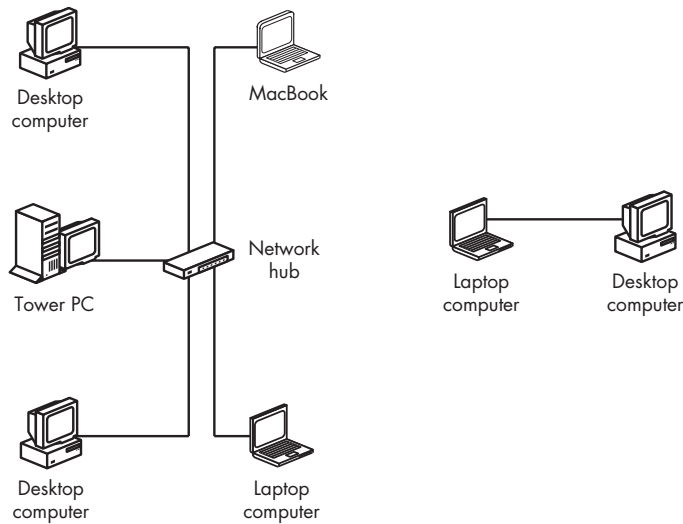 Desktop
computer
MacBook
Tower PC
Network
hub
Desktop
computer
Laptop
computer
Laptop
computer
Desktop
computer